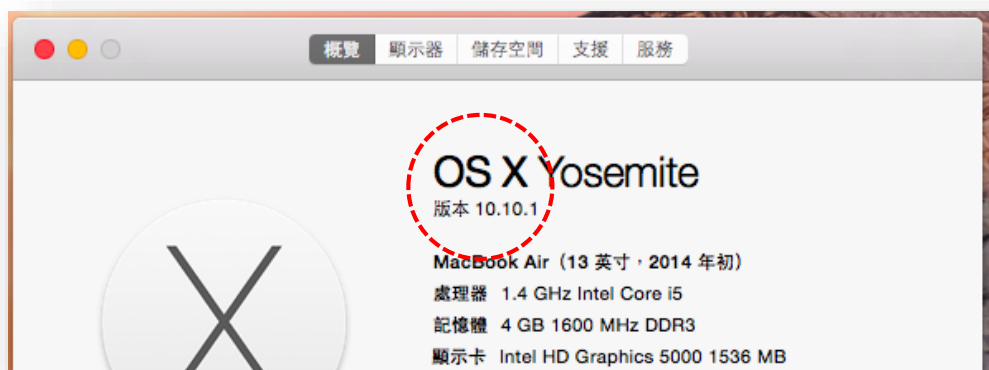 概覽 顯示器 儲存空間 支援 服務
OS X Yosemite
版本 10.10.1
MacBook Air（13 英寸，2014 年初）
處理器 1.4 GHz Intel Core i5
記憶體 4 GB 1600 MHz DDR3
顯示卡 Intel HD Graphics 5000 1536 MB